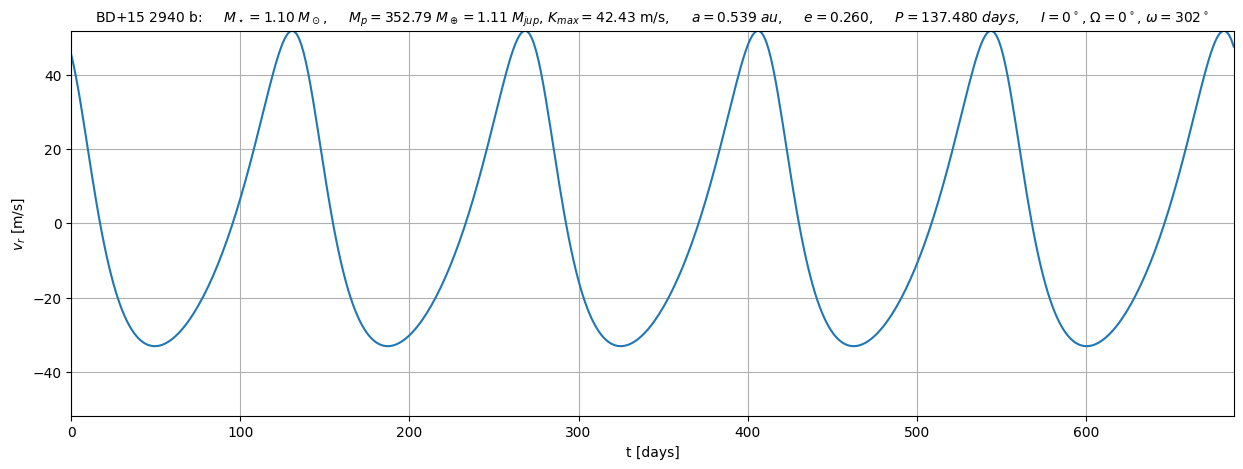 BD+15 2940 b: M⋆ = 1.10 M⊙, Mp = 352.79 M⊕ = 1.11 Mjup, Kmax = 42.43 m/s, a = 0.539 au, e = 0.260, P = 137.480 days, I = 0°, Ω = 0°, ω = 302°
40
20
0
−20
−40
vr [m/s]
0 100 200 300 400 500 600
t [days]